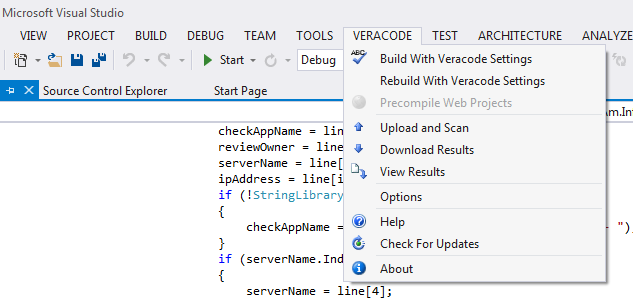 Microsoft Visual Studio
VIEW PROJECT BUILD DEBUG TEAM TOOLS VERACODE TEST ARCHITECTURE ANALYZE
Start Debug
ABC
Build With Veracode Settings
Rebuild With Veracode Settings
Precompile Web Projects
Upload and Scan
Download Results
View Results
Options
Help
Check For Updates
About
Source Control Explorer Start Page
Am.Int
checkAppName = lin
reviewOwner = line
serverName = line[
ipAddress = line[i
if (!StringLibrary
{
checkAppName = ");
}
if (serverName.Ind
{
serverName = line[4];